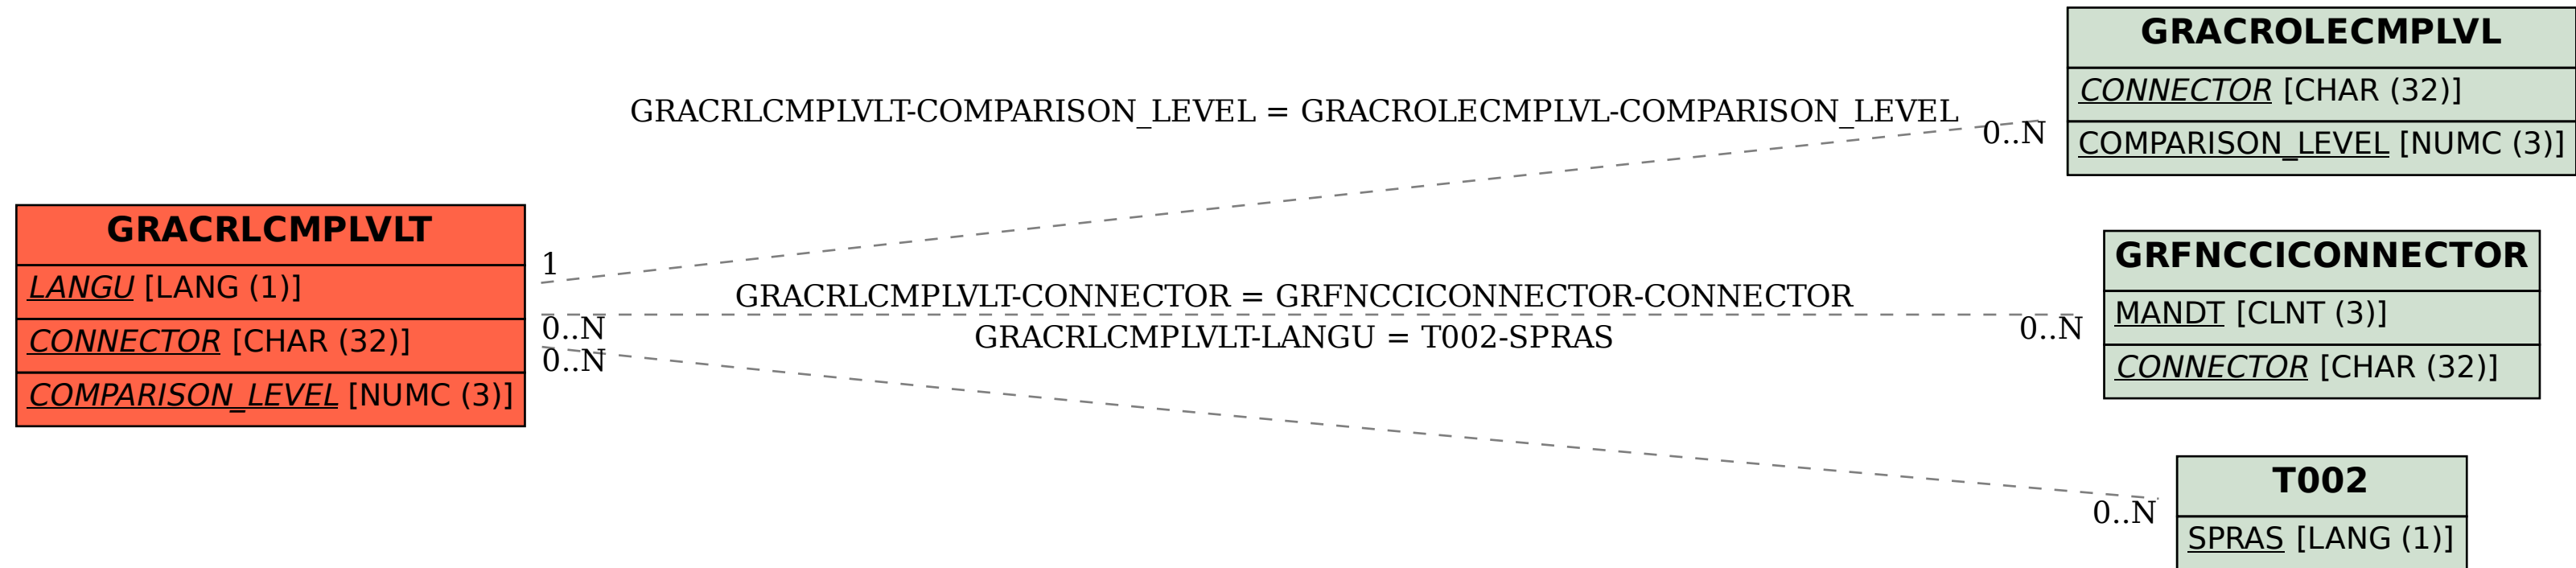 GRACROLECMPLVL
CONNECTOR [CHAR (32)]
COMPARISON_LEVEL [NUMC (3)]
GRACRLCMPLVLT-COMPARISON_LEVEL = GRACROLECMPLVL-COMPARISON_LEVEL
0..N
GRACRLCMPLVLT
LANGU [LANG (1)]
CONNECTOR [CHAR (32)]
COMPARISON_LEVEL [NUMC (3)]
1
0..N
0..N
GRACRLCMPLVLT-CONNECTOR = GRFNCCICONNECTOR-CONNECTOR
GRACRLCMPLVLT-LANGU = T002-SPRAS
0..N
GRFNCCICONNECTOR
MANDT [CLNT (3)]
CONNECTOR [CHAR (32)]
0..N
T002
SPRAS [LANG (1)]